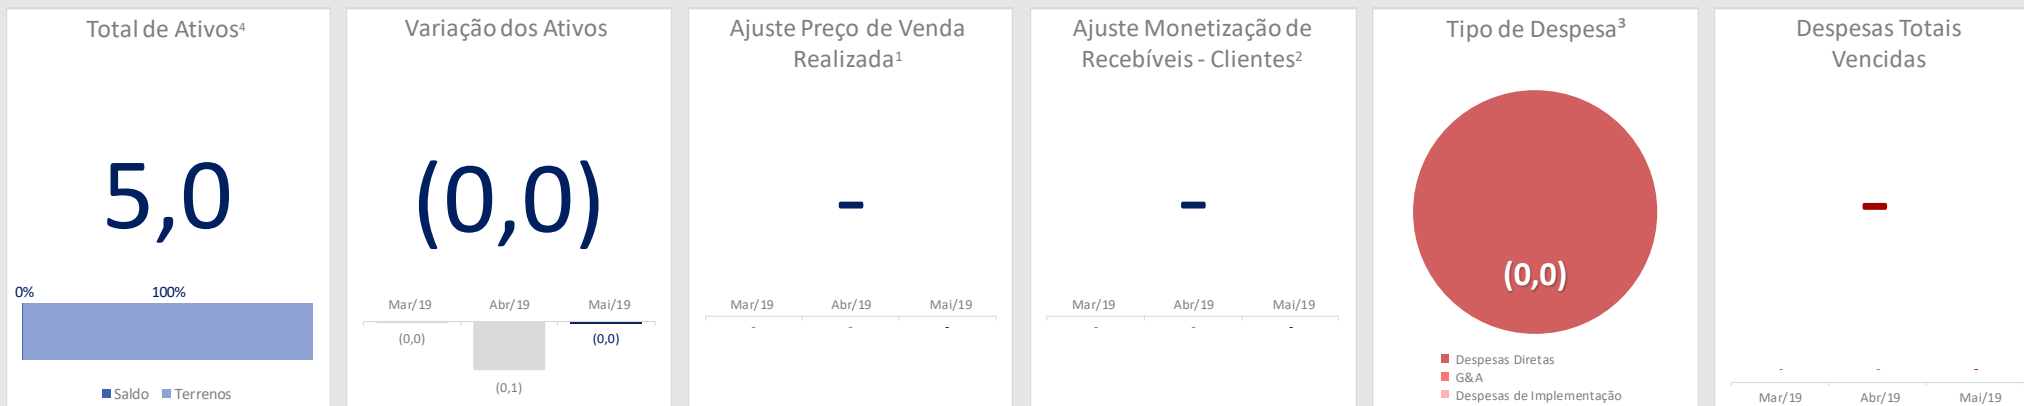 Total de Ativos⁴
5,0
0% 100%
Saldo Terrenos
Variação dos Ativos
(0,0)
Mar/19 Abr/19 Mai/19
(0,0) (0,0)
(0,1)
Ajuste Preço de Venda
Realizada¹
-
Mar/19 Abr/19 Mai/19
- - -
Ajuste Monetização de
Recebíveis - Clientes²
-
Mar/19 Abr/19 Mai/19
- - -
Tipo de Despesa³
(0,0)
Despesas Diretas
G&A
Despesas de Implementação
Despesas Totais
Vencidas
-
- - -
Mar/19 Abr/19 Mai/19